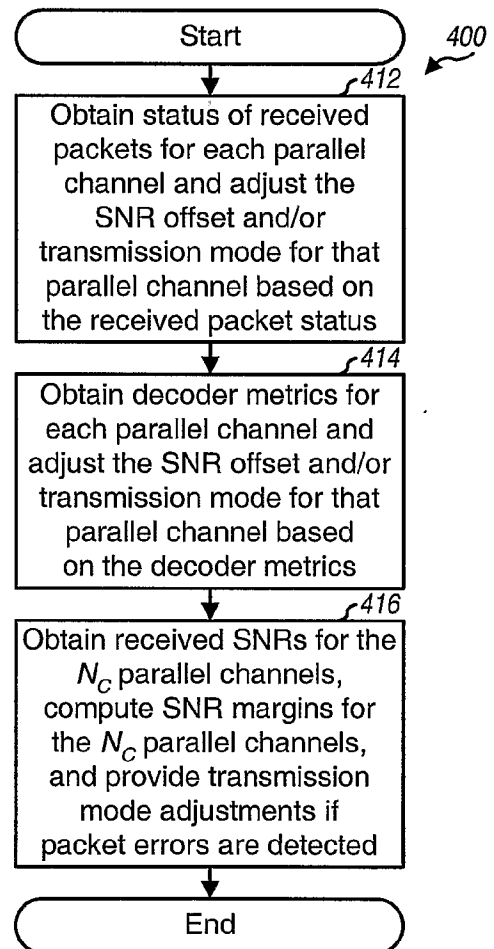 Start
400
412
Obtain status of received
packets for each parallel
channel and adjust the
SNR offset and/or
transmission mode for that
parallel channel based on
the received packet status
414
Obtain decoder metrics for
each parallel channel and
adjust the SNR offset and/or
transmission mode for that
parallel channel based
on the decoder metrics
416
Obtain received SNRs for the
N_C parallel channels,
compute SNR margins for
the N_C parallel channels,
and provide transmission
mode adjustments if
packet errors are detected
End